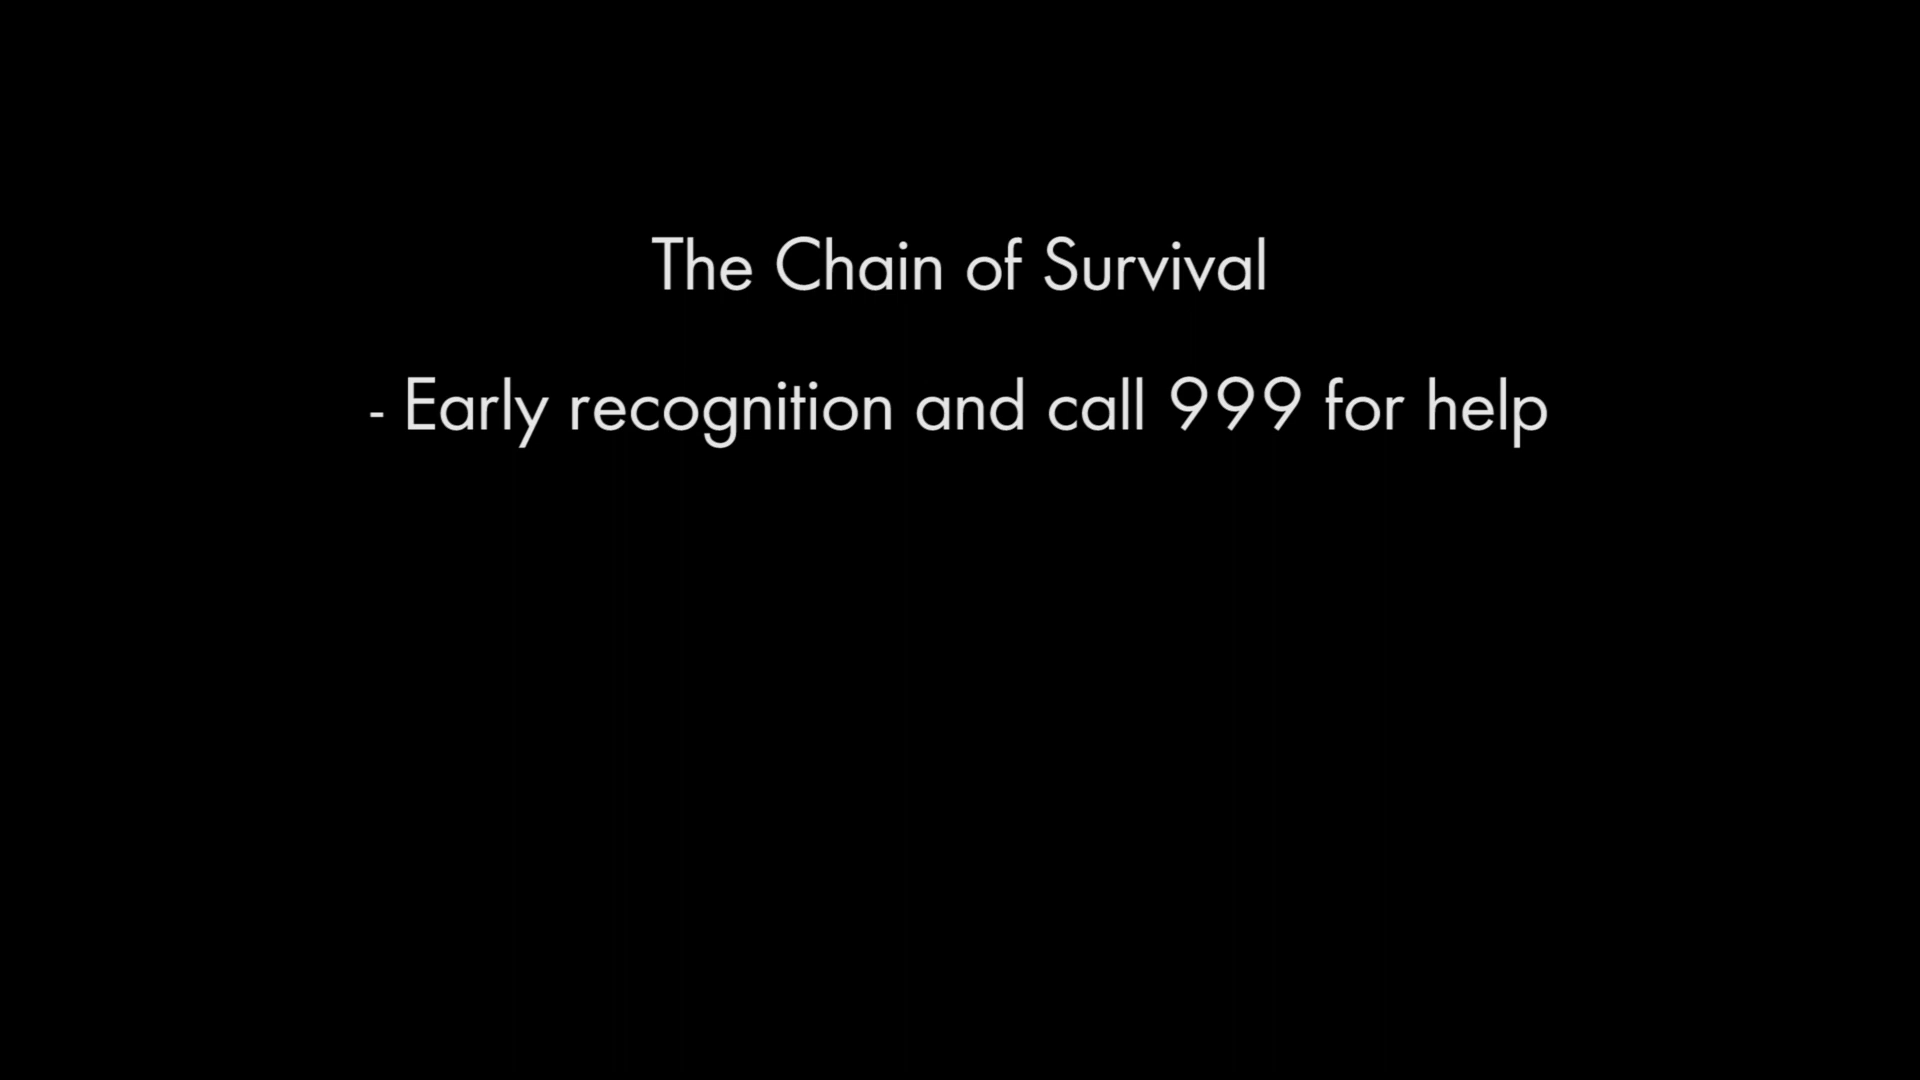 The Chain of Survival
- Early recognition and call 999 for help